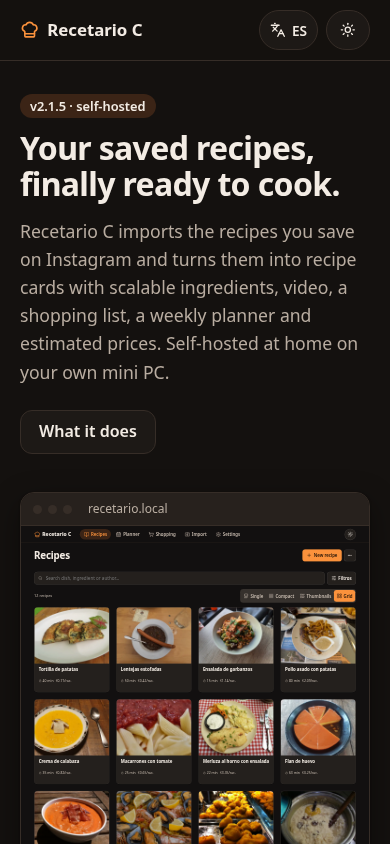 Recetario C
ES
v2.1.5 · self-hosted
Your saved recipes,
finally ready to cook.
Recetario C imports the recipes you save
on Instagram and turns them into recipe
cards with scalable ingredients, video, a
shopping list, a weekly planner and
estimated prices. Self-hosted at home on
your own mini PC.
What it does
recetario.local
Recetario C Recipes Planner Shopping Import Settings
Recipes
New recipe
Search dish, ingredient or author...
Filtros
Single Compact Thumbnails Grid
Tortilla de patatas
Lentejas estofadas
Ensalada de garbanzos
Pollo asado con patatas
Crema de calabaza
Macarrones con tomate
Merluza al horno con ensalada
Flan de huevo